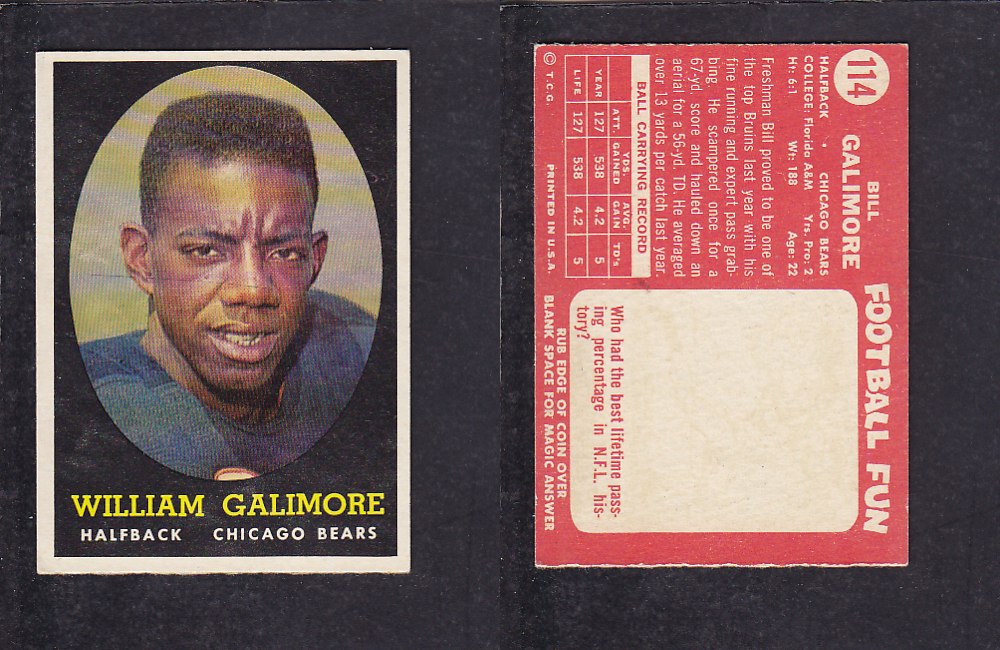 WILLIAM GALIMORE
HALFBACK CHICAGO BEARS
114
BILL
GALIMORE
HALFBACK • CHICAGO BEARS
COLLEGE: Florida A&M Yrs. Pro: 2
Ht: 6:1 Wt: 188 Age: 22
Freshman Bill proved to be one of
the top Bruins last year with his
fine running and expert pass grab-
bing. He scampered once for a
67-yd. score and hauled down an
aerial for a 56-yd. TD. He averaged
over 13 yards per catch last year.
BALL CARRYING RECORD
ATT. YDS. GAINED AVG. GAIN TD's
YEAR 127 538 4.2 5
LIFE 127 538 4.2 5
© T.C.G. PRINTED IN U.S.A.
FOOTBALL FUN
Who had the best lifetime pass-
ing percentage in N.F.L. his-
tory?
RUB EDGE OF COIN OVER
BLANK SPACE FOR MAGIC ANSWER